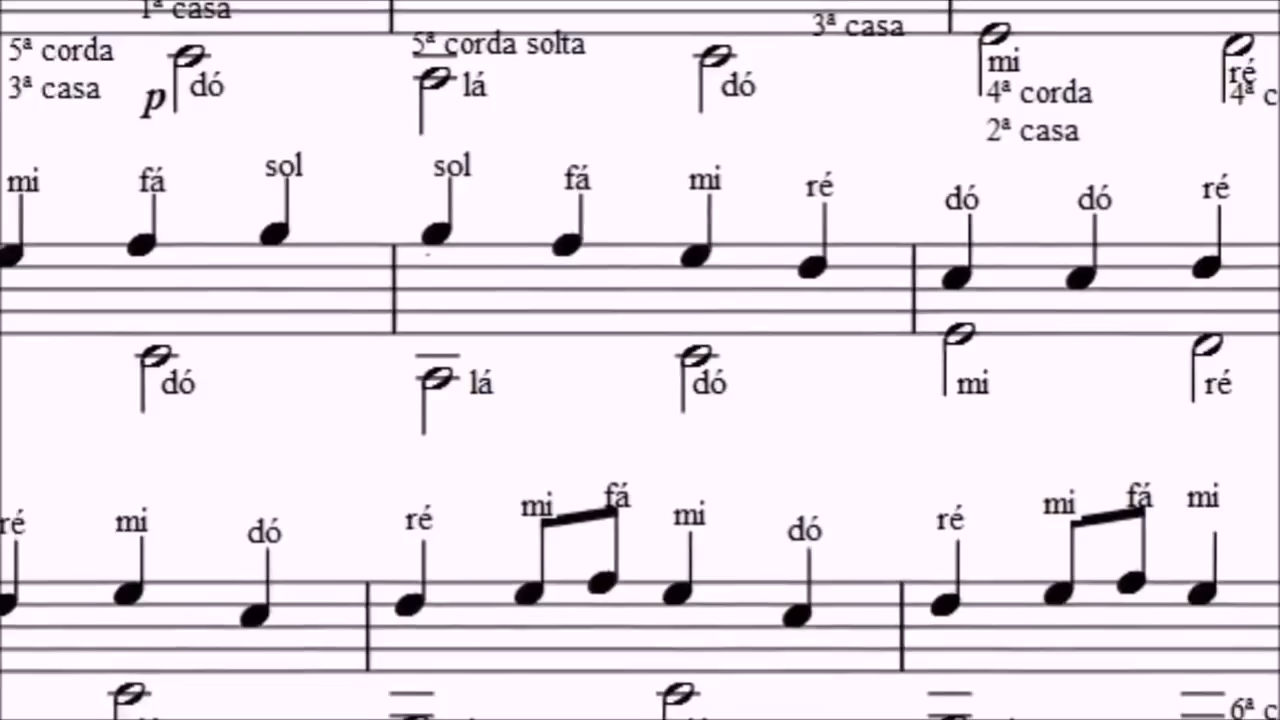 1ª casa
3ª casa
5ª corda
5ª corda solta
mi
3ª casa
p
dó
lá
dó
4ª corda
ré
4ª c
2ª casa
mi fá sol sol fá mi ré dó dó ré
dó lá dó mi ré
ré mi dó ré mi fá mi dó ré mi fá mi
6ª c